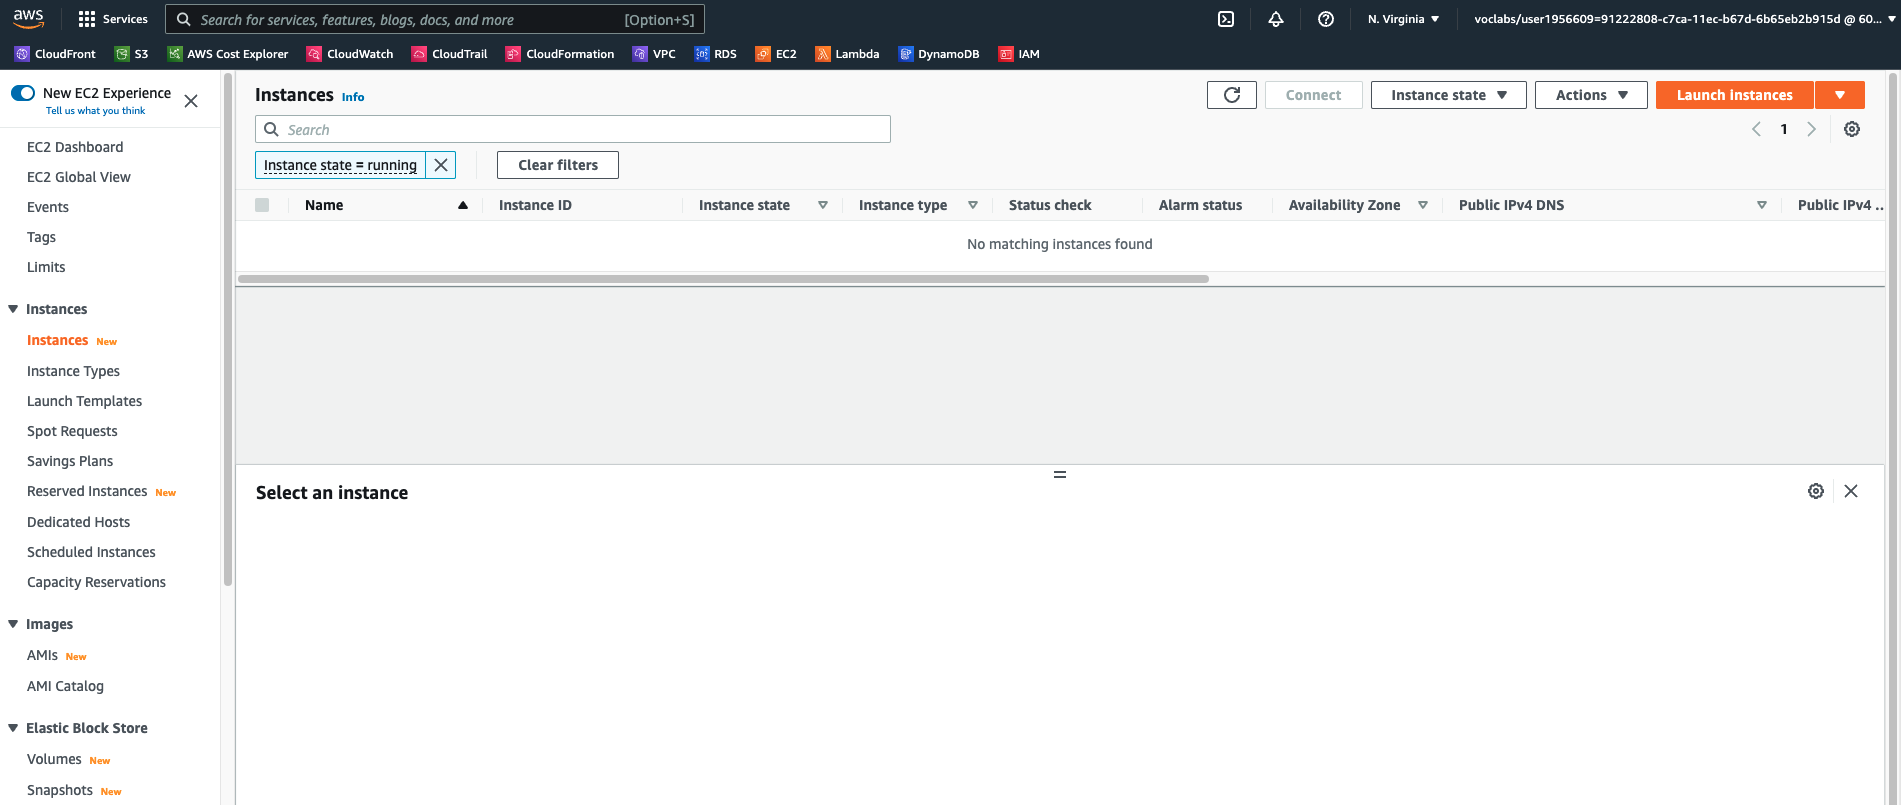 aws Services Search for services, features, blogs, docs, and more [Option+S] N. Virginia voclabs/user1956609=91222808-c7ca-11ec-b67d-6b65eb2b915d @ 60...
CloudFront S3 AWS Cost Explorer CloudWatch CloudTrail CloudFormation VPC RDS EC2 Lambda DynamoDB IAM
New EC2 Experience
Tell us what you think
EC2 Dashboard
EC2 Global View
Events
Tags
Limits
Instances
Instances New
Instance Types
Launch Templates
Spot Requests
Savings Plans
Reserved Instances New
Dedicated Hosts
Scheduled Instances
Capacity Reservations
Images
AMIs New
AMI Catalog
Elastic Block Store
Volumes New
Snapshots New
Instances Info Connect Instance state Actions Launch instances
Search 1
Instance state = running Clear filters
Name Instance ID Instance state Instance type Status check Alarm status Availability Zone Public IPv4 DNS Public IPv4 ...
No matching instances found
Select an instance